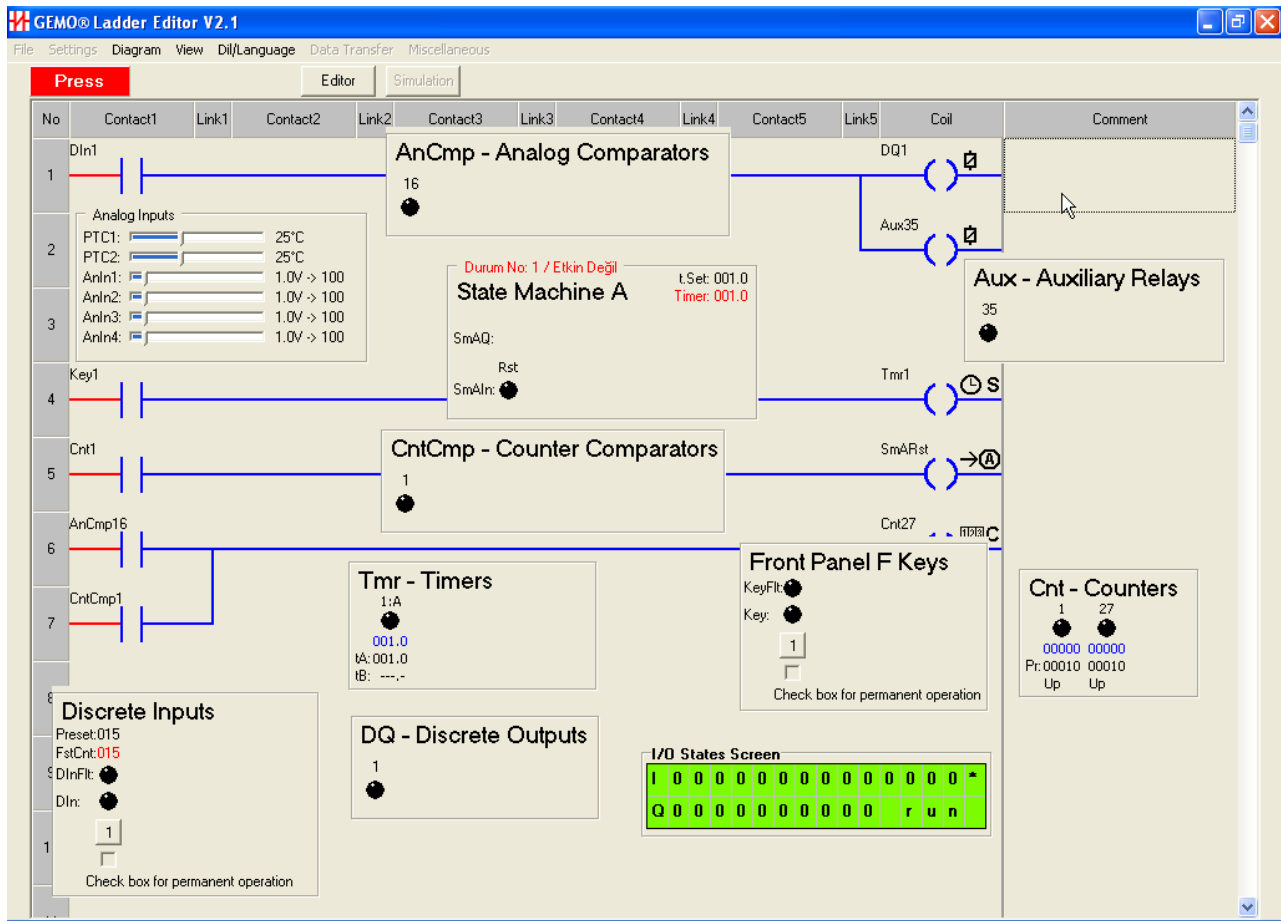 GEMO® Ladder Editor V2.1
File Settings Diagram View Dil/Language Data Transfer Miscellaneous
Press Editor Simulation
No Contact1 Link1 Contact2 Link2 Contact3 Link3 Contact4 Link4 Contact5 Link5 Coil Comment
1
DIn1
DQ1
AnCmp - Analog Comparators
16
2
Aux35
Analog Inputs
PTC1: 25°C
PTC2: 25°C
AnIn1: 1.0V -> 100
AnIn2: 1.0V -> 100
AnIn3: 1.0V -> 100
AnIn4: 1.0V -> 100
Durum No: 1 / Etkin Değil
State Machine A
t.Set: 001.0
Timer: 001.0
SmAQ:
Rst
SmAIn:
Aux - Auxiliary Relays
35
3
4
Key1
Tmr1
S
5
Cnt1
SmARst
A
CntCmp - Counter Comparators
1
6
AnCmp16
Cnt27
C
7
CntCmp1
Tmr - Timers
1:A
001.0
tA: 001.0
tB: ---.-
Front Panel F Keys
KeyFlt:
Key:
1
Check box for permanent operation
Cnt - Counters
1 27
00000 00000
Pr: 00010 00010
Up Up
8
Discrete Inputs
Preset:015
FstCnt:015
9
DInFlt:
DIn:
1
1
Check box for permanent operation
DQ - Discrete Outputs
1
I/O States Screen
I 0 0 0 0 0 0 0 0 0 0 0 0 0 0 *
Q 0 0 0 0 0 0 0 0 0 0 r u n